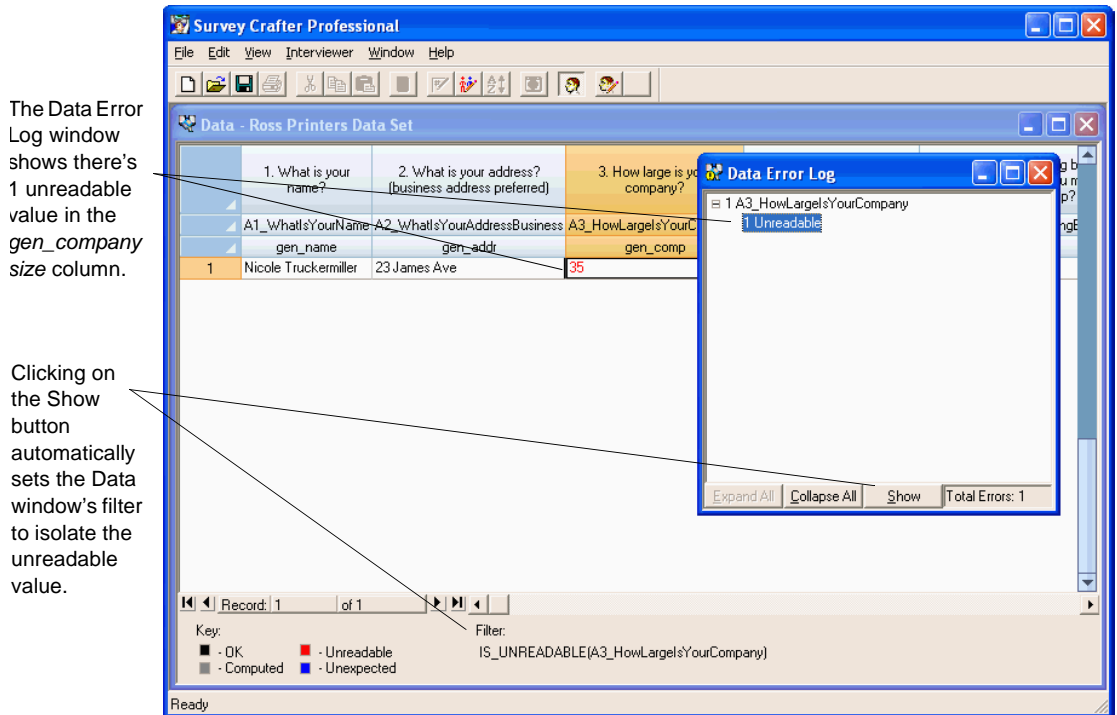 Survey Crafter Professional
File Edit View Interviewer Window Help
The Data Error
Log window
shows there's
1 unreadable
value in the
gen_company
size column.
Data - Ross Printers Data Set
1. What is your
name?
2. What is your address?
(business address preferred)
3. How large is yo
company?
A1_WhatIsYourName
A2_WhatIsYourAddressBusiness
A3_HowLargeIsYourC
gen_name
gen_addr
gen_comp
1 Nicole Truckermiller 23 James Ave 35
Data Error Log
1 A3_HowLargeIsYourCompany
1 Unreadable
Expand All Collapse All Show Total Errors: 1
Clicking on
the Show
button
automatically
sets the Data
window's filter
to isolate the
unreadable
value.
Record: 1 of 1
Key:
- OK - Unreadable
- Computed - Unexpected
Filter:
IS_UNREADABLE(A3_HowLargeIsYourCompany)
Ready